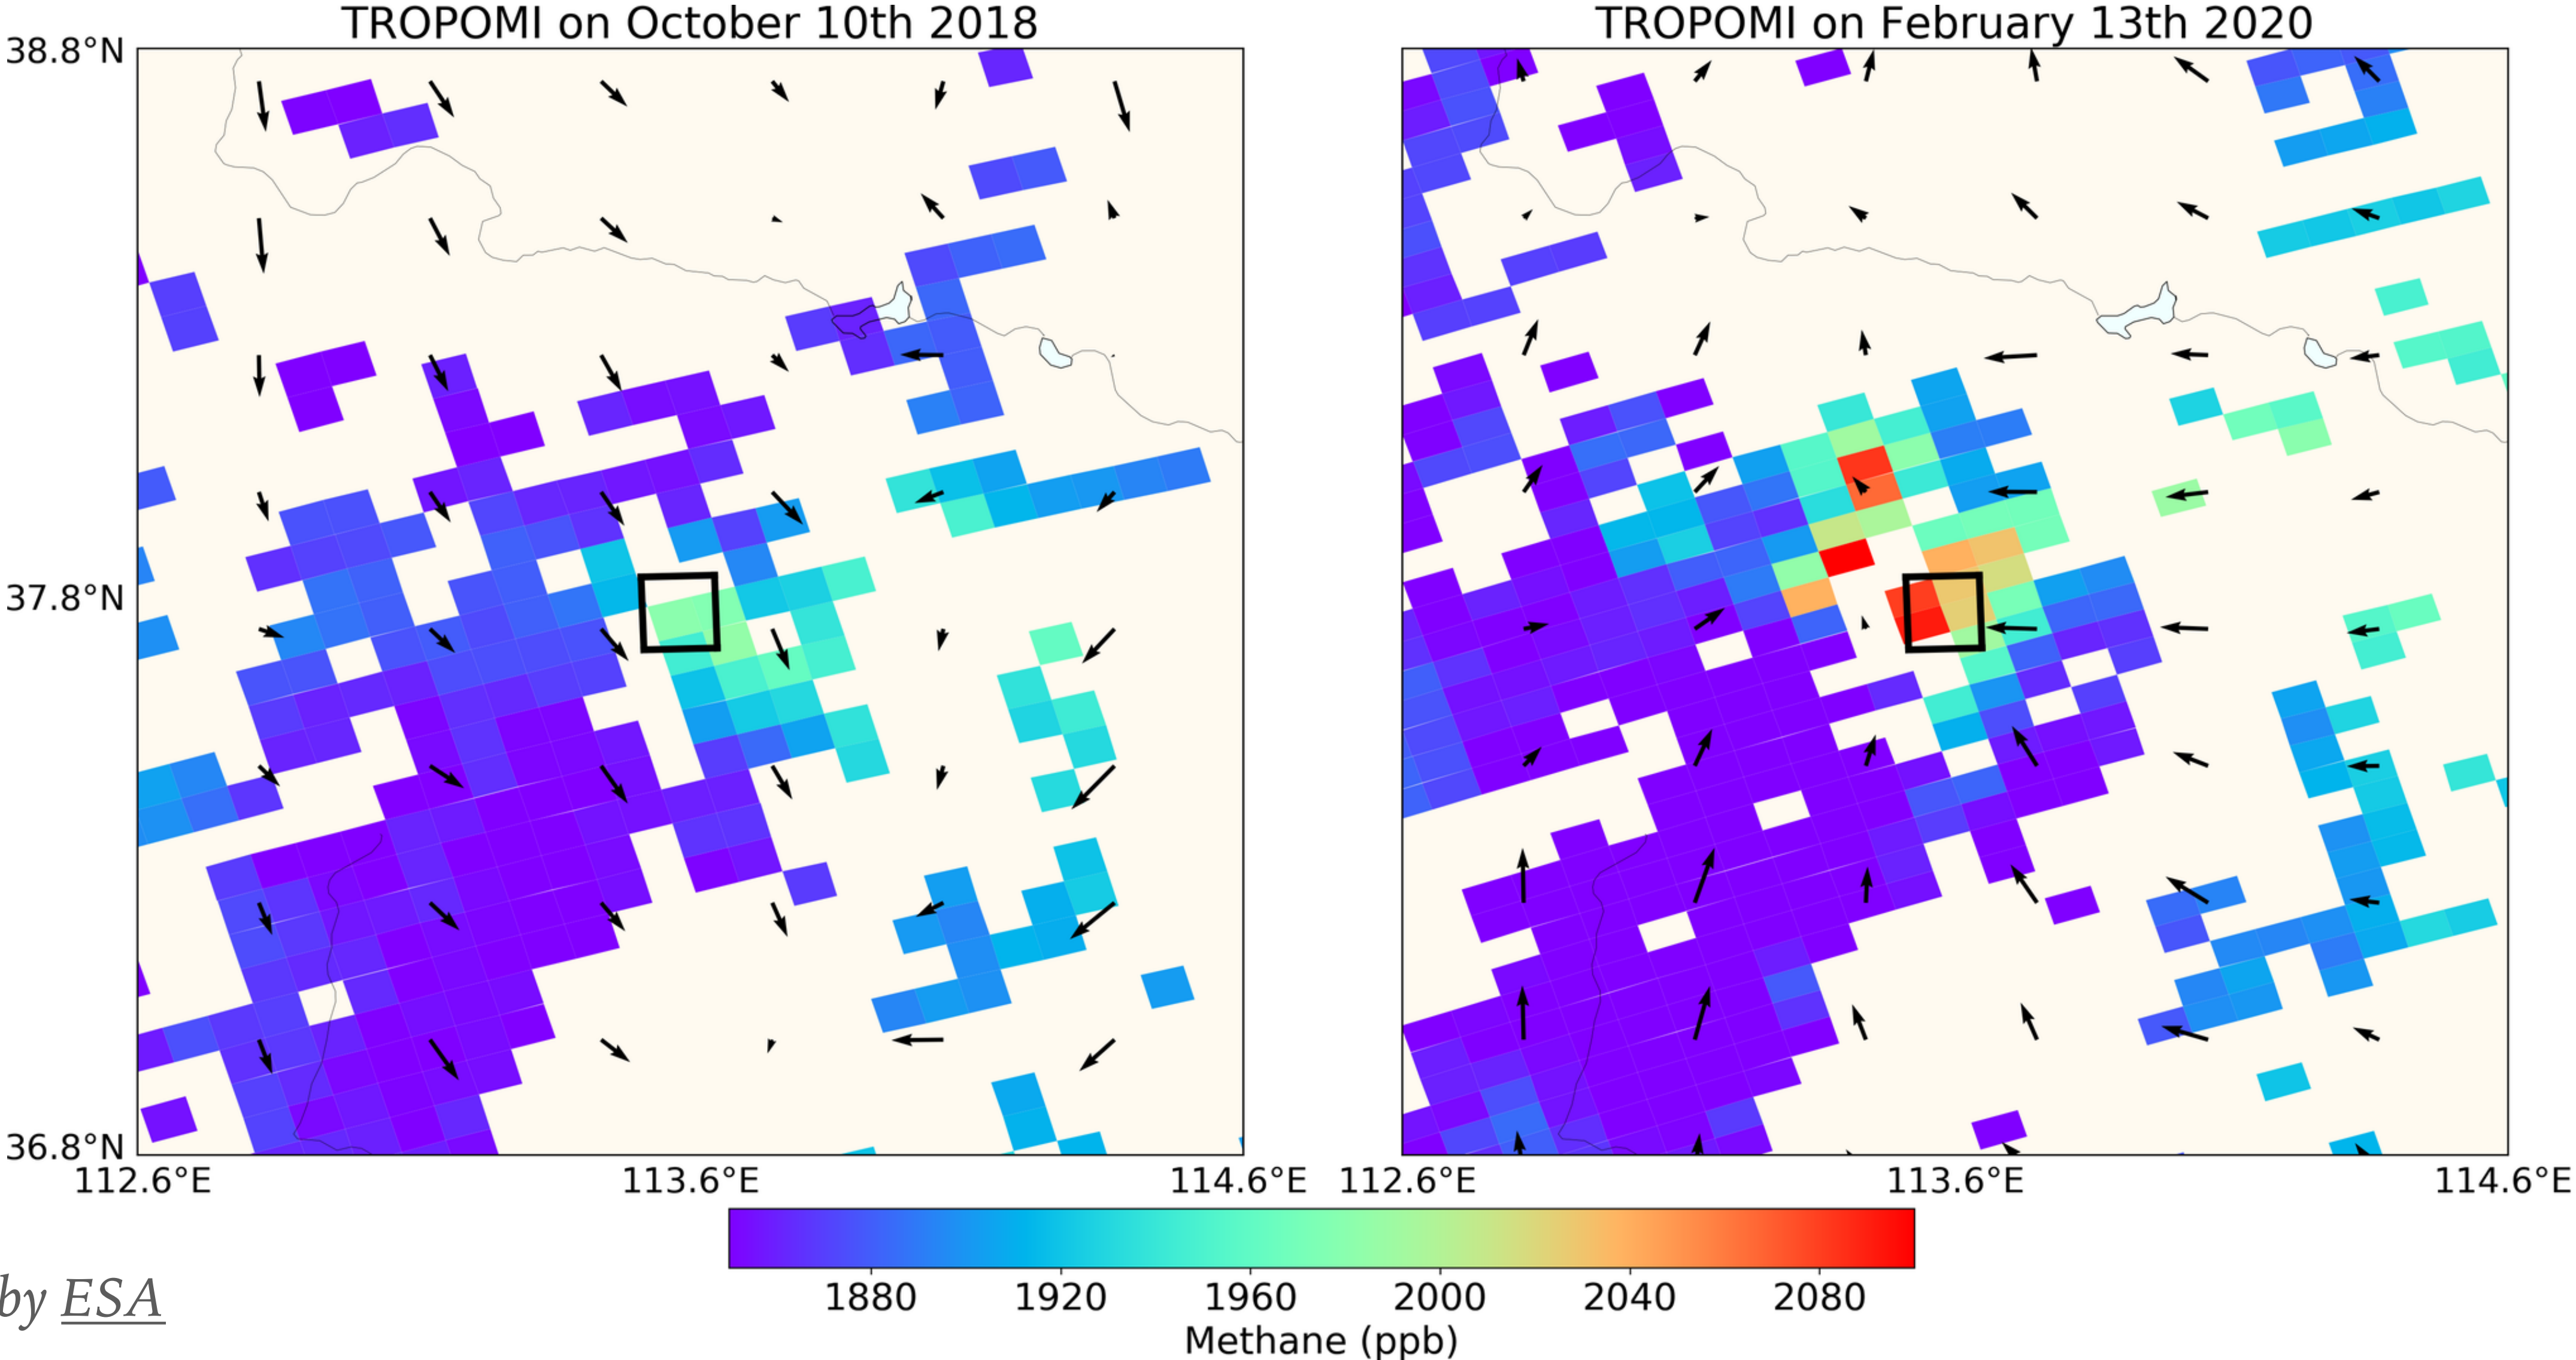 TROPOMI on October 10th 2018
TROPOMI on February 13th 2020
38.8°N
37.8°N
36.8°N
112.6°E 113.6°E 114.6°E 112.6°E 113.6°E 114.6°E
1880 1920 1960 2000 2040 2080
Methane (ppb)
by ESA